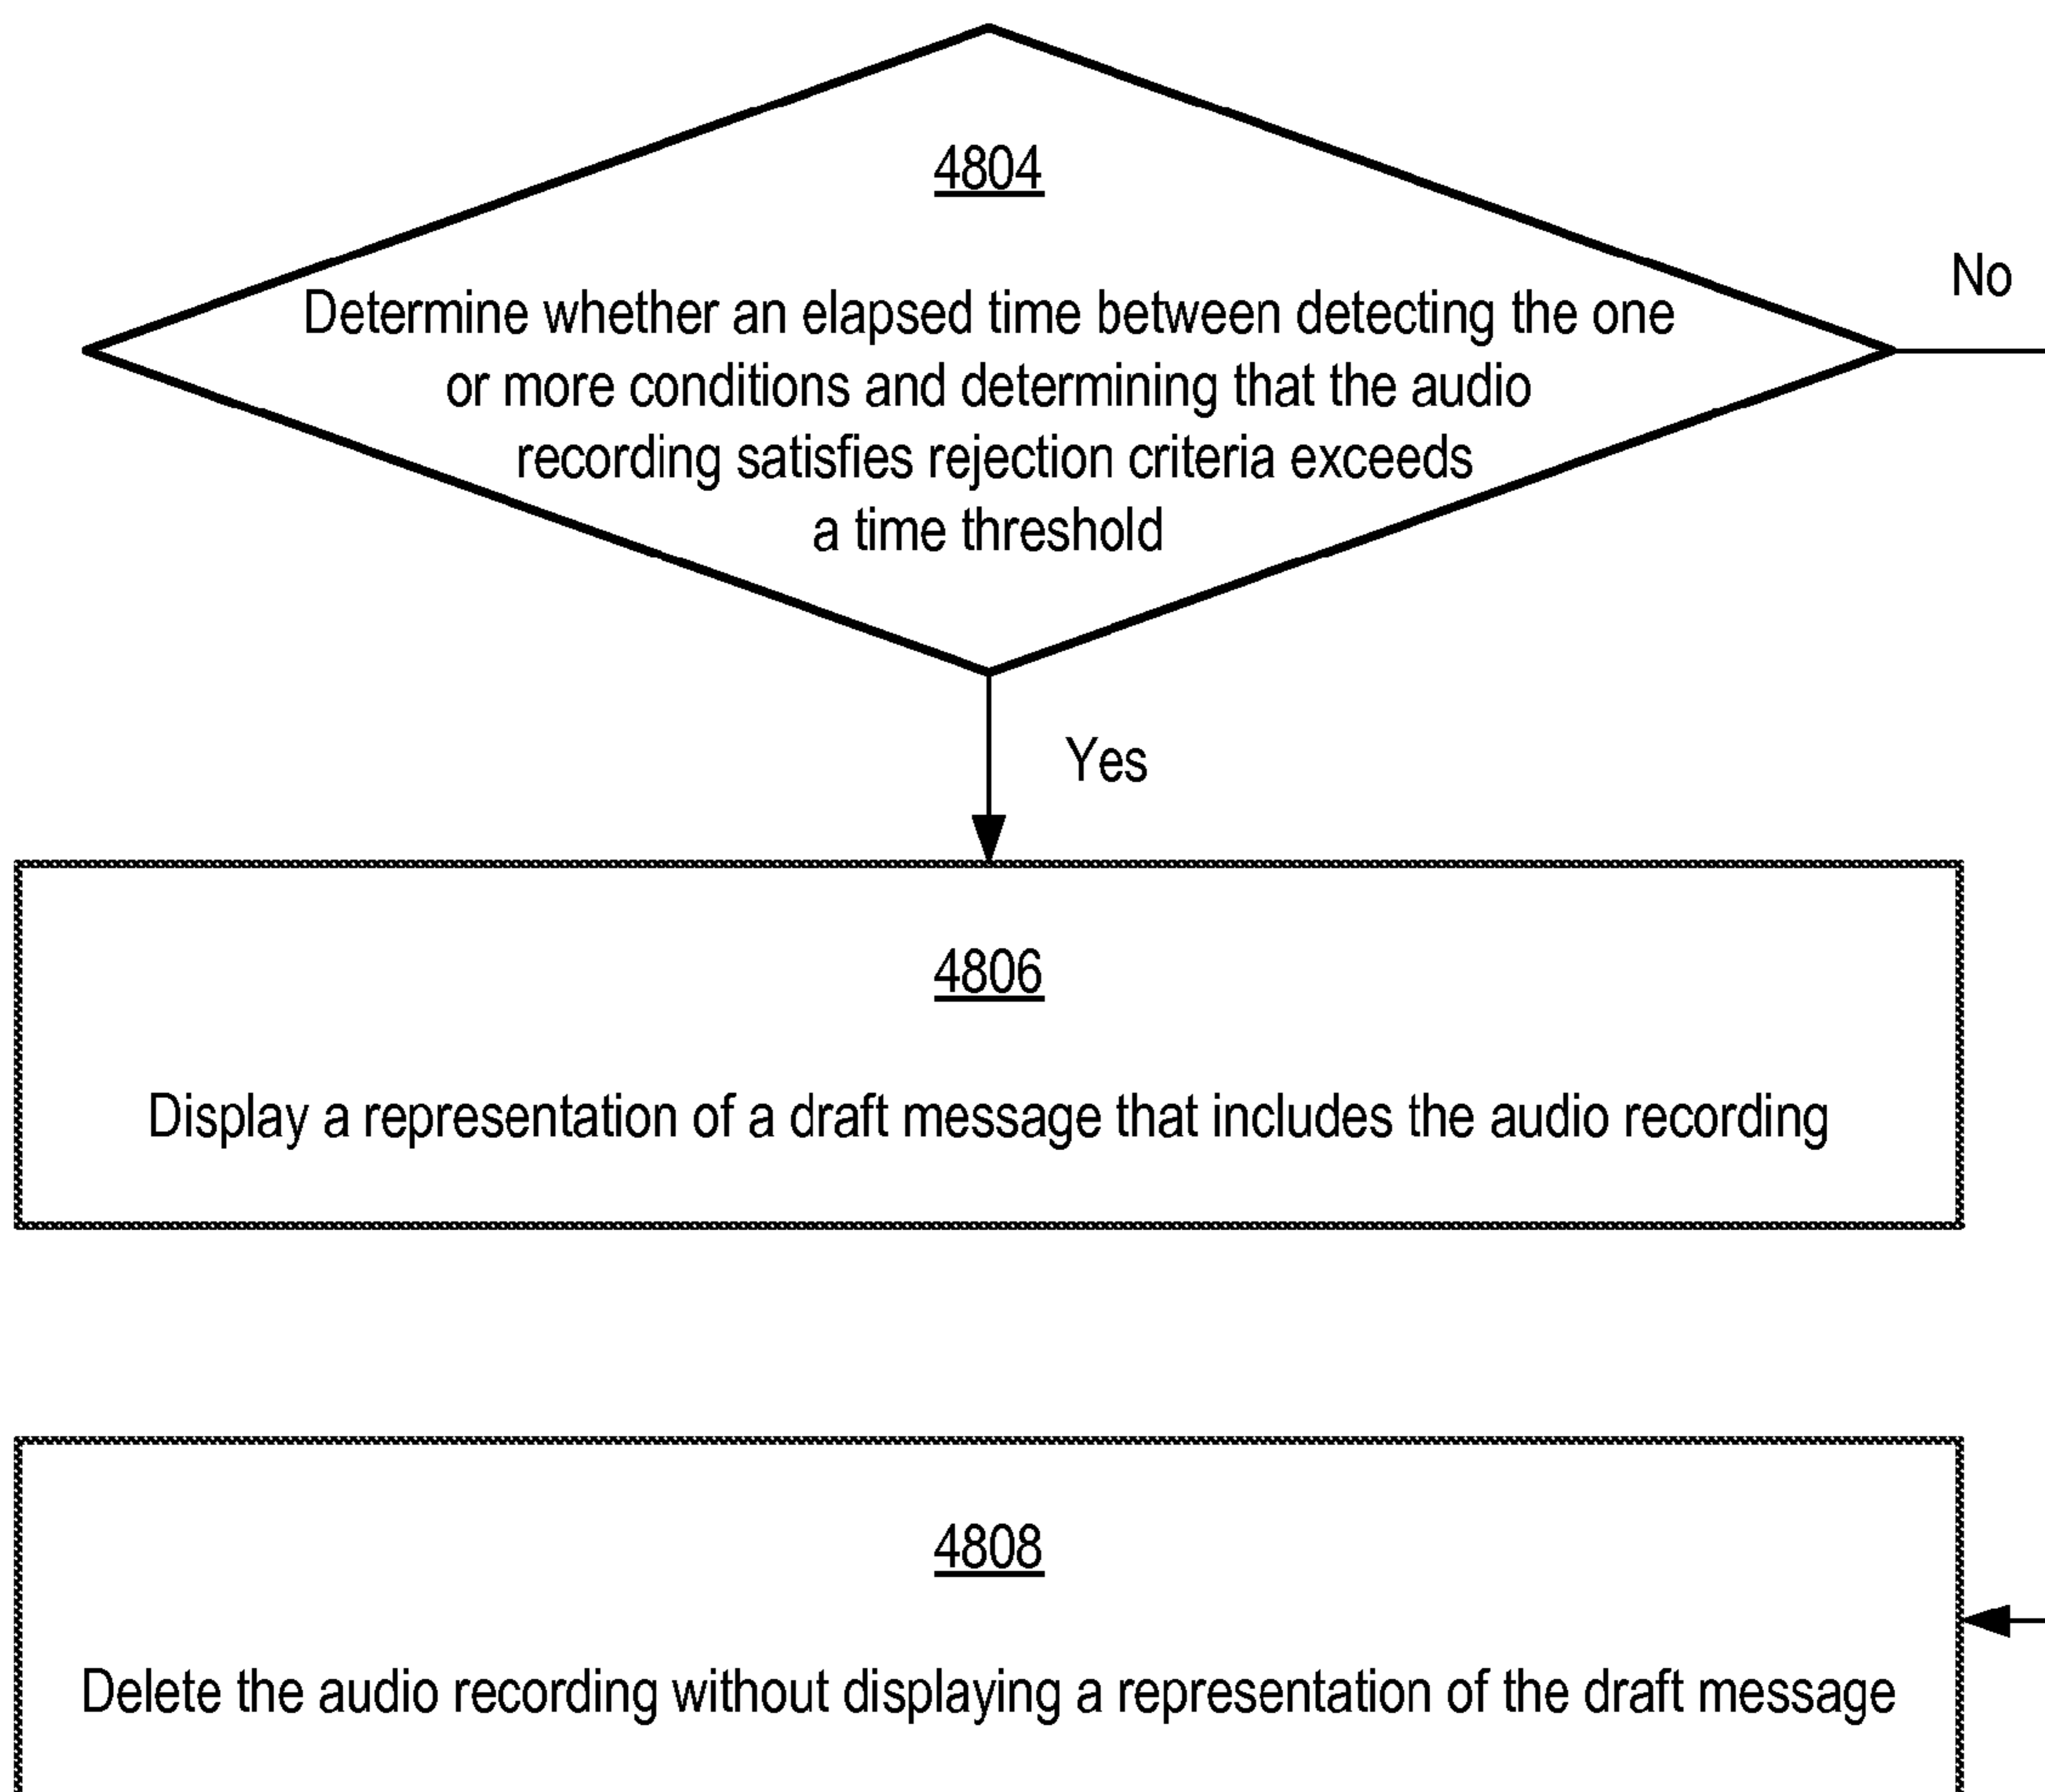 4804
Determine whether an elapsed time between detecting the one
or more conditions and determining that the audio
recording satisfies rejection criteria exceeds
a time threshold
No
Yes
4806
Display a representation of a draft message that includes the audio recording
4808
Delete the audio recording without displaying a representation of the draft message